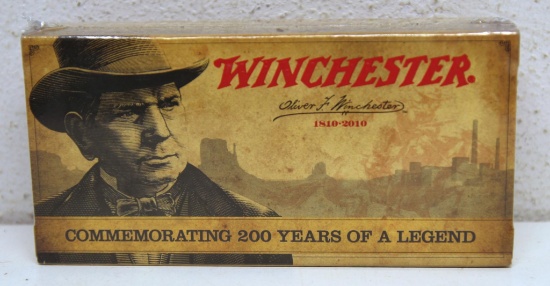 WINCHESTER.
Oliver F Winchester
1810-2010
COMMEMORATING 200 YEARS OF A LEGEND